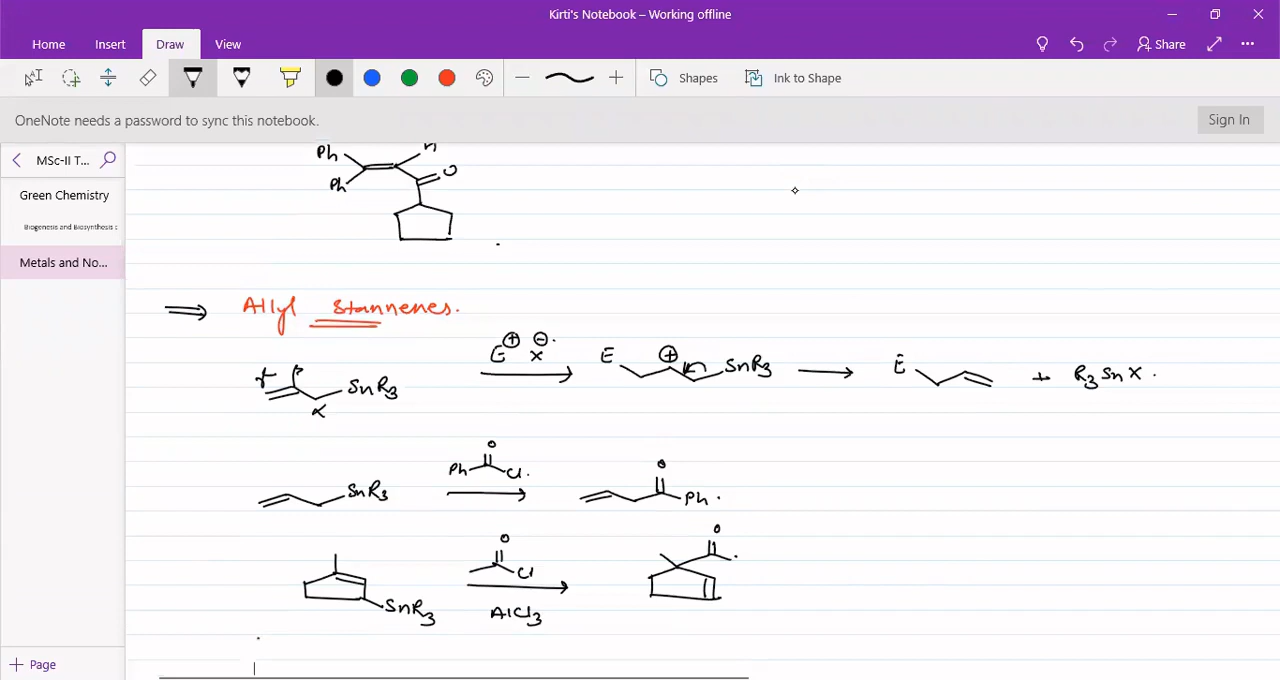 Kirti's Notebook – Working offline
Home Insert Draw View
Share
Shapes Ink to Shape
OneNote needs a password to sync this notebook.
Sign In
MSc-II T...
Green Chemistry
Biogenesis and Biosynthesis
Metals and No...
Page
Ph
Ph O
⇒ Allyl Stannenes.
γ β SnR3
α
E⊕ X⊖
E ⊕ SnR3
E + R3SnX.
SnR3
O
Ph Cl.
O
Ph.
SnR3
O
Cl
AlCl3
O